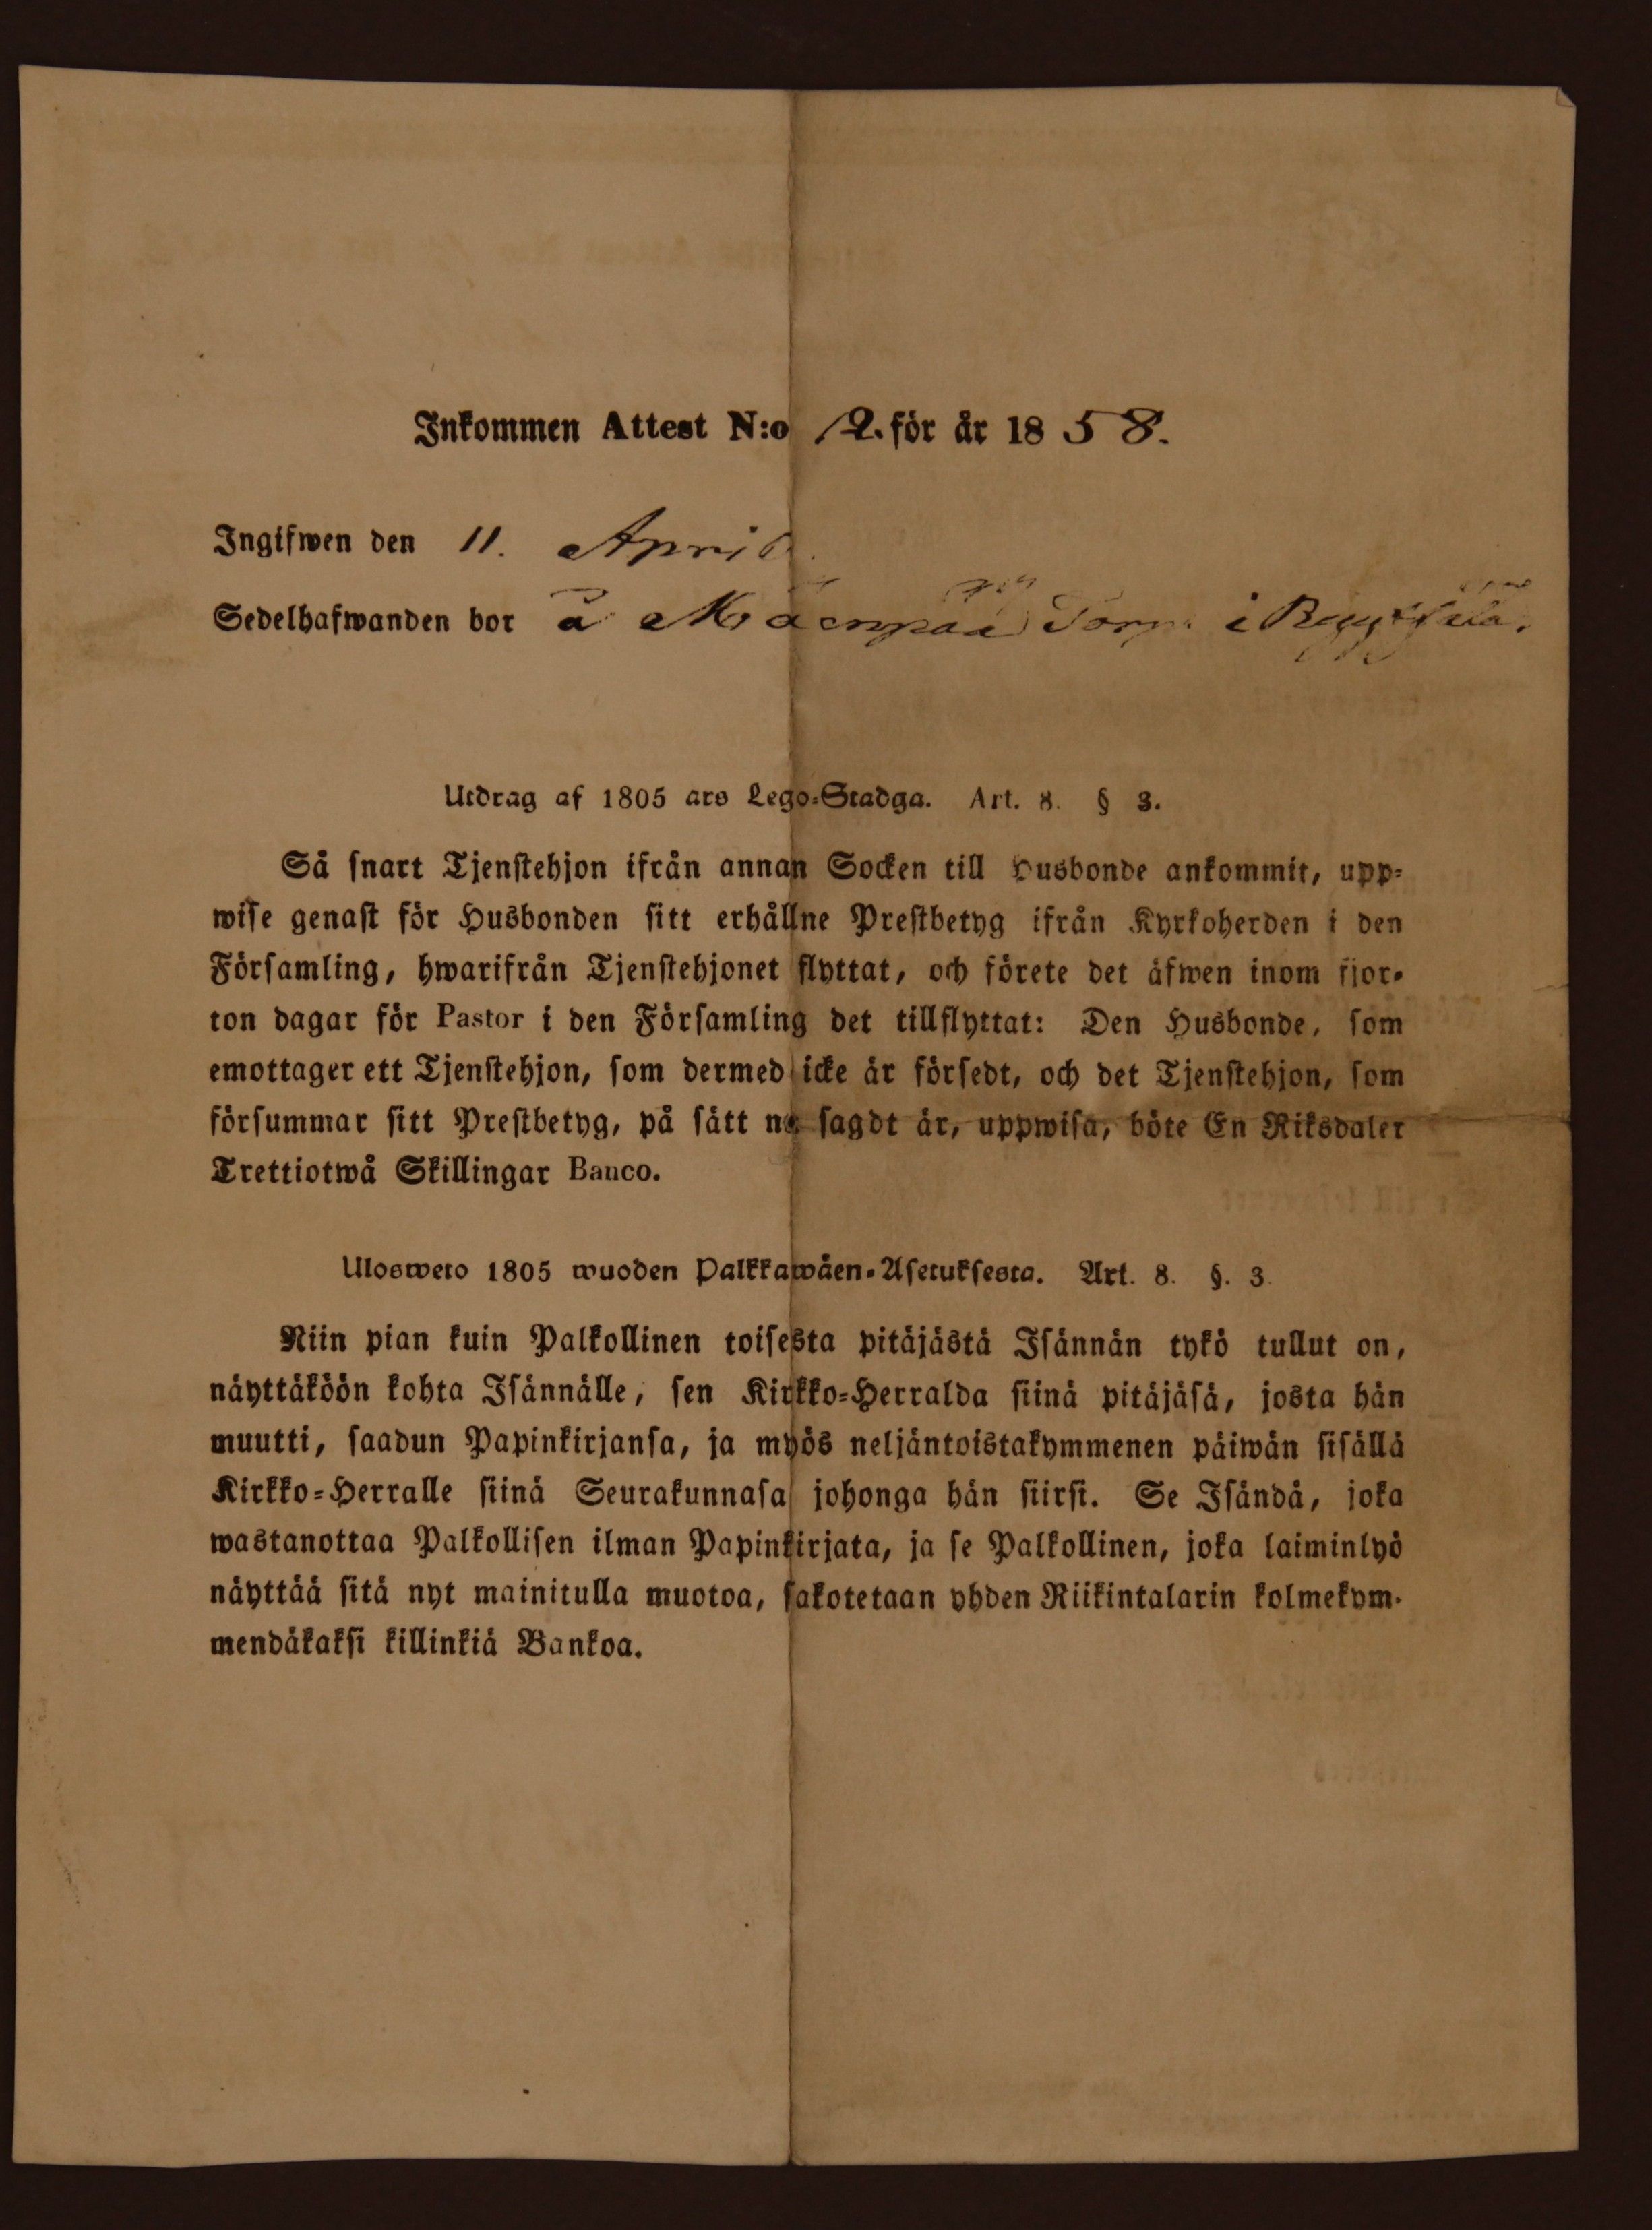 Inkommen Attest N:o 12. för år 1858.
Ingifwen den 11. April
Sedelhafwanden bor å Mäenpää Torp i
Utdrag af 1805 års Lego-Stadga. Art. 8. § 3.
Så snart Tjenstehjon ifrån annan Socken till Husbonde ankommit, upp-
wise genast för Husbonden sitt erhållne Prestbetyg ifrån Kyrkoherden i den
Församling, hwarifrån Tjenstehjonet flyttat, och förete det äfwen inom fjor-
ton dagar för Pastor i den Församling det tillflyttat: Den Husbonde, som
emottager ett Tjenstehjon, som dermed icke är försedt, och det Tjenstehjon, som
försummar sitt Prestbetyg, på sätt nu sagdt är, uppwisa, böte En Riksdaler
Trettiotwå Skillingar Banco.
Ulosweto 1805 wuoden Palkkawäen-Asetuksesta. Art. 8. §. 3.
Niin pian kuin Palkollinen toisesta pitäjästä Isännän tykö tullut on,
näyttäköön kohta Isännälle, sen Kirkko-Herralda siinä pitäjäsä, josta hän
muutti, saadun Papinkirjansa, ja myös neljäntoistakymmenen päiwän sisällä
Kirkko-Herralle siinä Seurakunnasa johonga hän siirsi. Se Isändä, joka
wastanottaa Palkollisen ilman Papinkirjata, ja se Palkollinen, joka laiminlyö
näyttää sitä nyt mainitulla muotoa, sakotetaan yhden Riikintalarin kolmekym-
mendäkaksi killinkiä Bankoa.